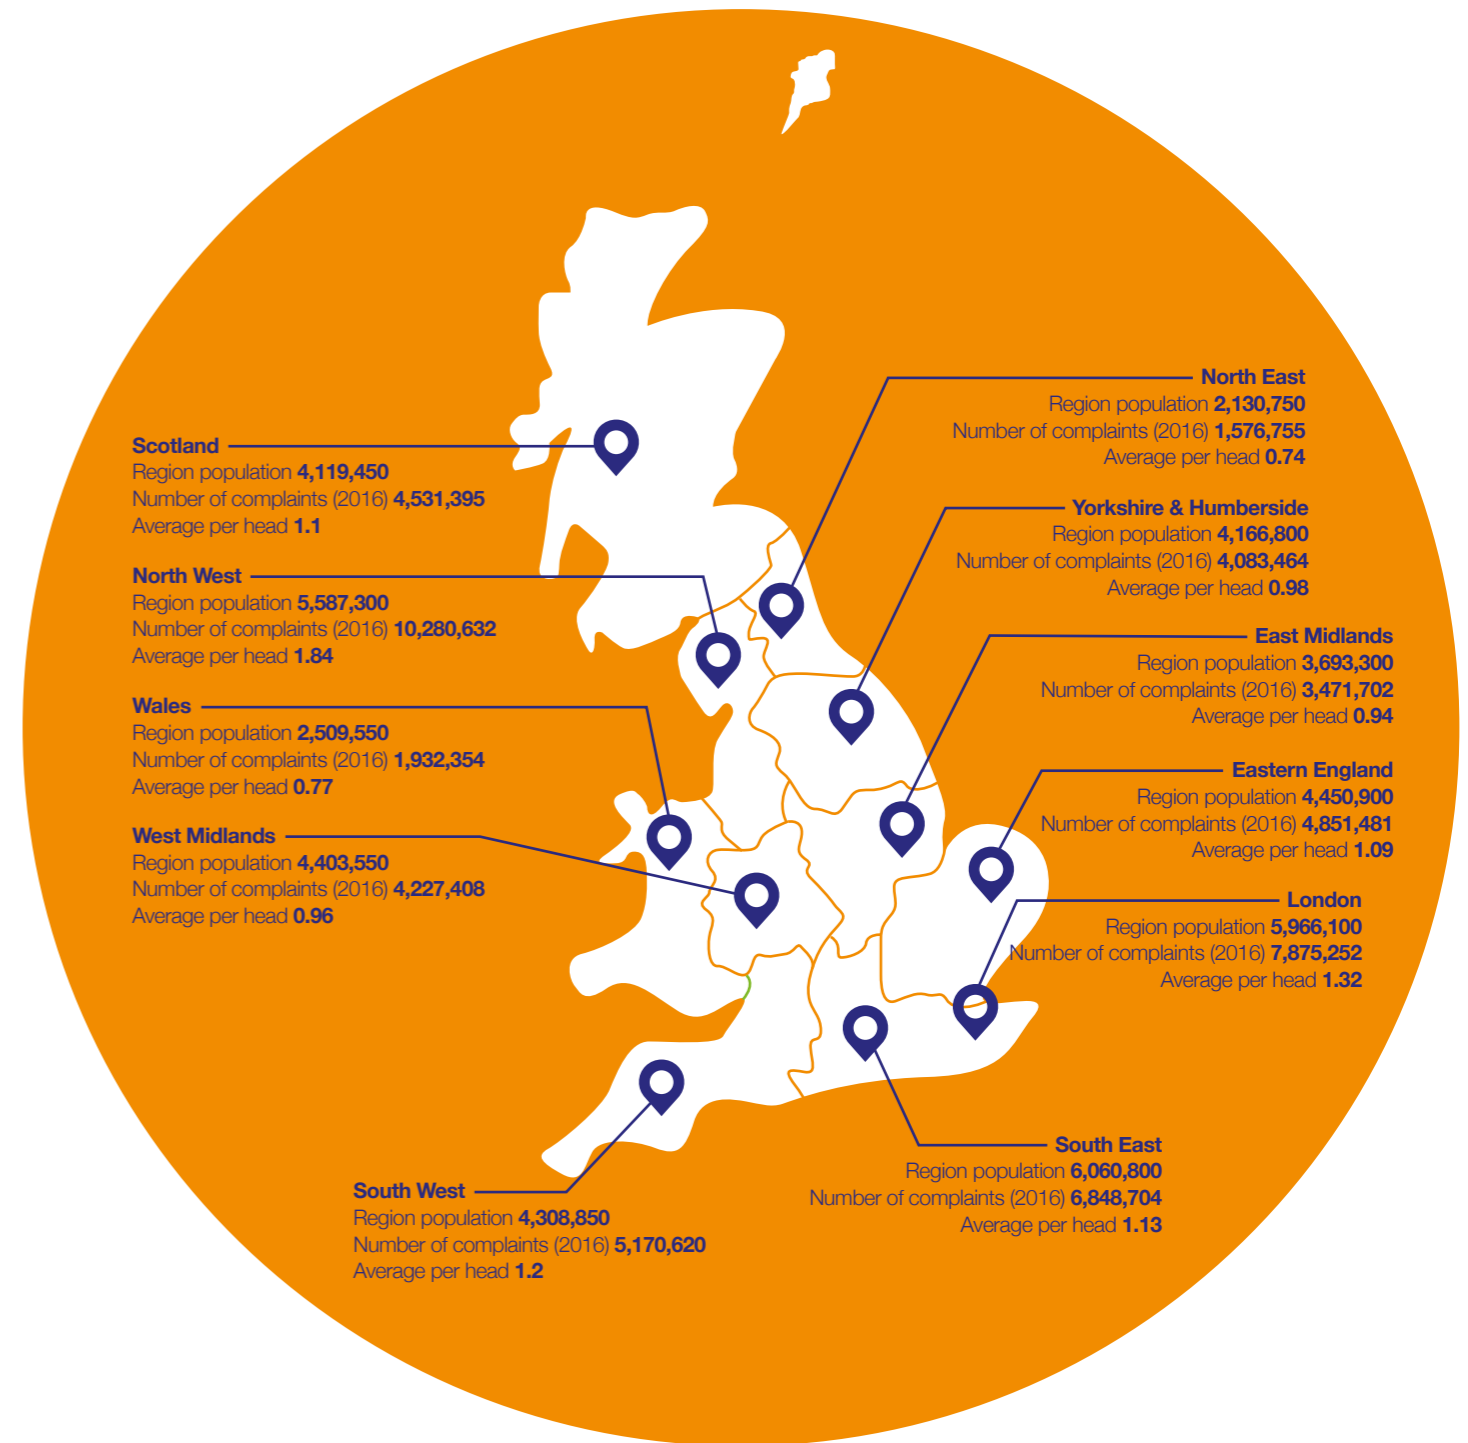 Scotland
Region population 4,119,450
Number of complaints (2016) 4,531,395
Average per head 1.1
North West
Region population 5,587,300
Number of complaints (2016) 10,280,632
Average per head 1.84
Wales
Region population 2,509,550
Number of complaints (2016) 1,932,354
Average per head 0.77
West Midlands
Region population 4,403,550
Number of complaints (2016) 4,227,408
Average per head 0.96
South West
Region population 4,308,850
Number of complaints (2016) 5,170,620
Average per head 1.2
North East
Region population 2,130,750
Number of complaints (2016) 1,576,755
Average per head 0.74
Yorkshire & Humberside
Region population 4,166,800
Number of complaints (2016) 4,083,464
Average per head 0.98
East Midlands
Region population 3,693,300
Number of complaints (2016) 3,471,702
Average per head 0.94
Eastern England
Region population 4,450,900
Number of complaints (2016) 4,851,481
Average per head 1.09
London
Region population 5,966,100
Number of complaints (2016) 7,875,252
Average per head 1.32
South East
Region population 6,060,800
Number of complaints (2016) 6,848,704
Average per head 1.13